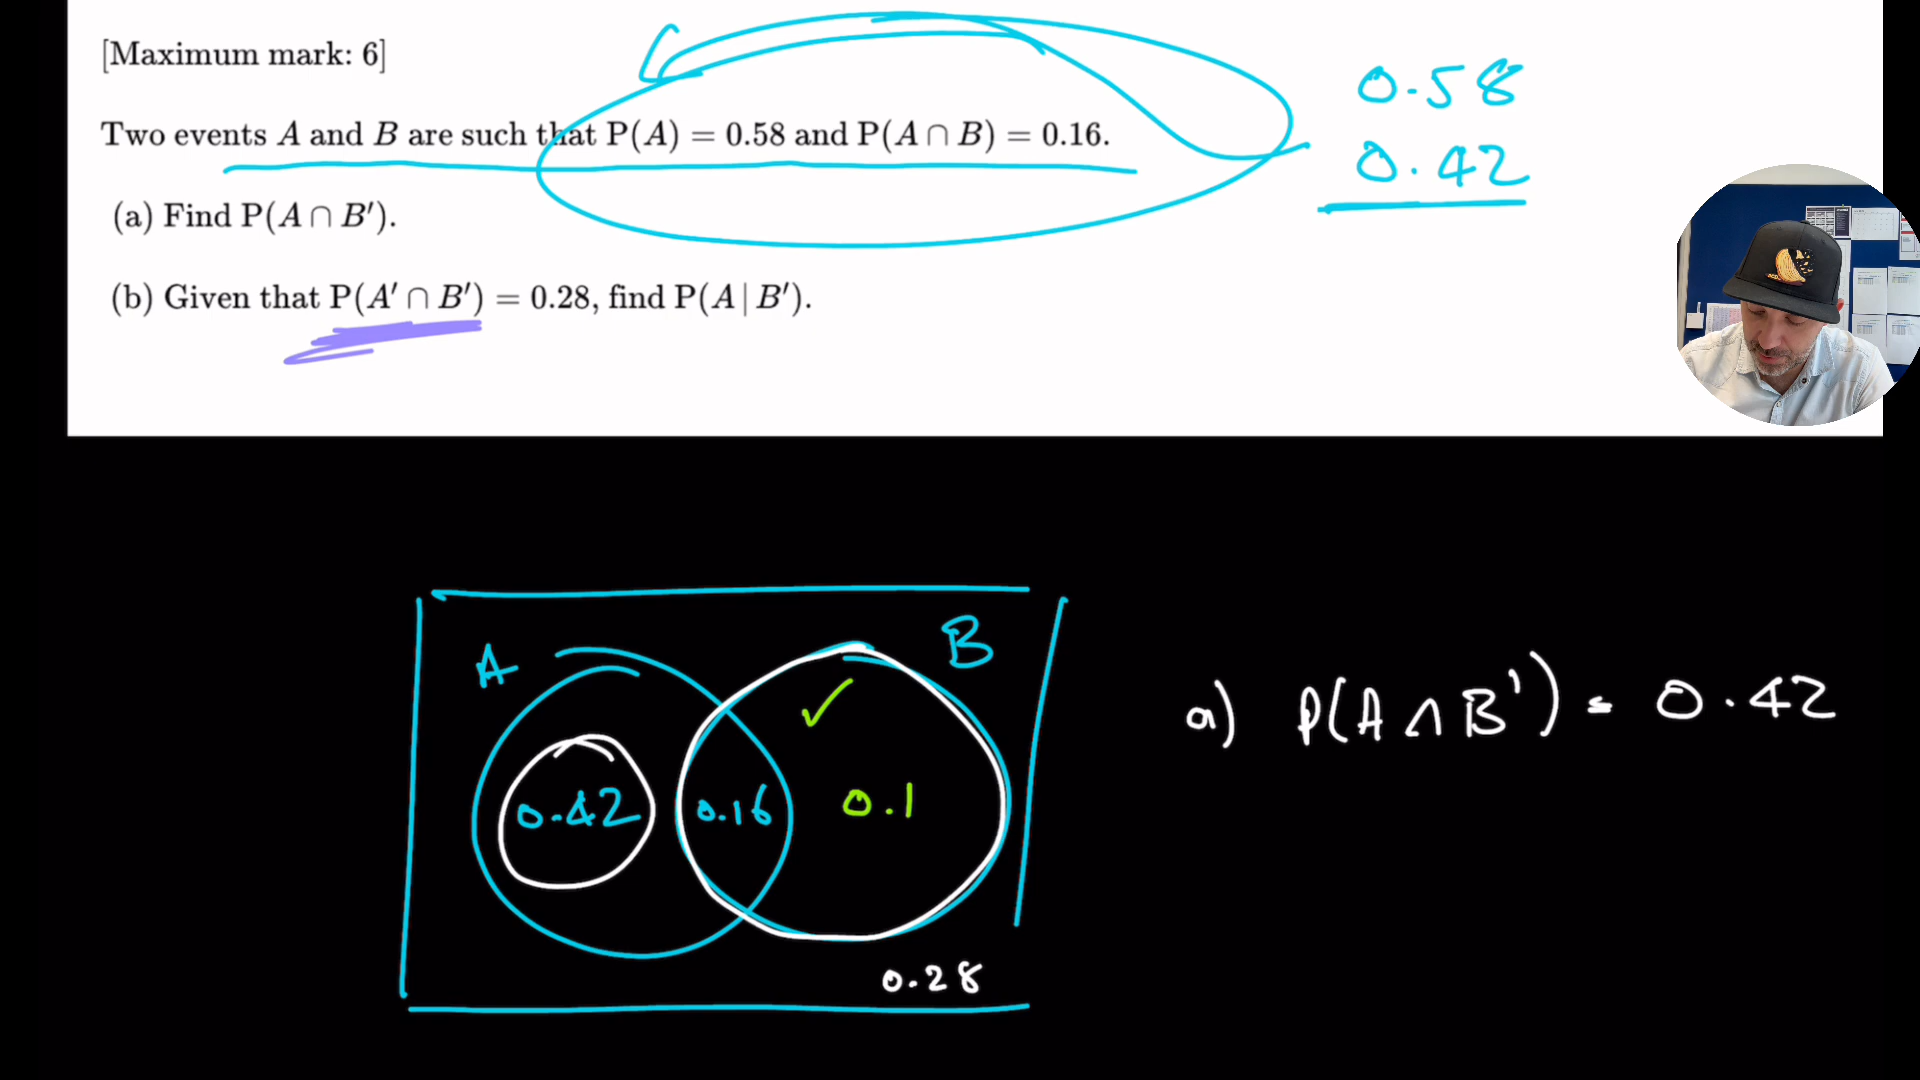 [Maximum mark: 6]
Two events A and B are such that P(A) = 0.58 and P(A ∩ B) = 0.16.
(a) Find P(A ∩ B′).
(b) Given that P(A′ ∩ B′) = 0.28, find P(A | B′).
0.58
0.42
A
B
0.42
0.16
0.1
0.28
a) P(A ∩ B') = 0.42